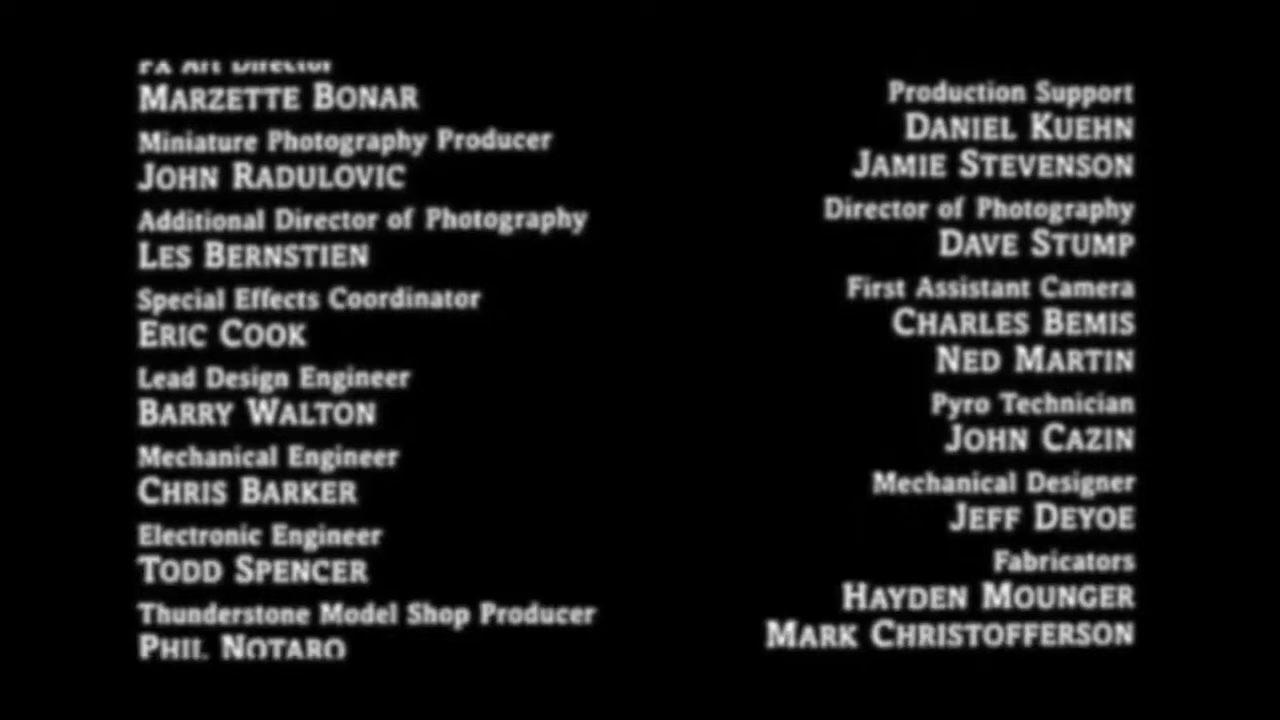 FX Art Director
MARZETTE BONAR
Miniature Photography Producer
JOHN RADULOVIC
Additional Director of Photography
LES BERNSTIEN
Special Effects Coordinator
ERIC COOK
Lead Design Engineer
BARRY WALTON
Mechanical Engineer
CHRIS BARKER
Electronic Engineer
TODD SPENCER
Thunderstone Model Shop Producer
PHIL NOTARO
Production Support
DANIEL KUEHN
JAMIE STEVENSON
Director of Photography
DAVE STUMP
First Assistant Camera
CHARLES BEMIS
NED MARTIN
Pyro Technician
JOHN CAZIN
Mechanical Designer
JEFF DEYOE
Fabricators
HAYDEN MOUNGER
MARK CHRISTOFFERSON